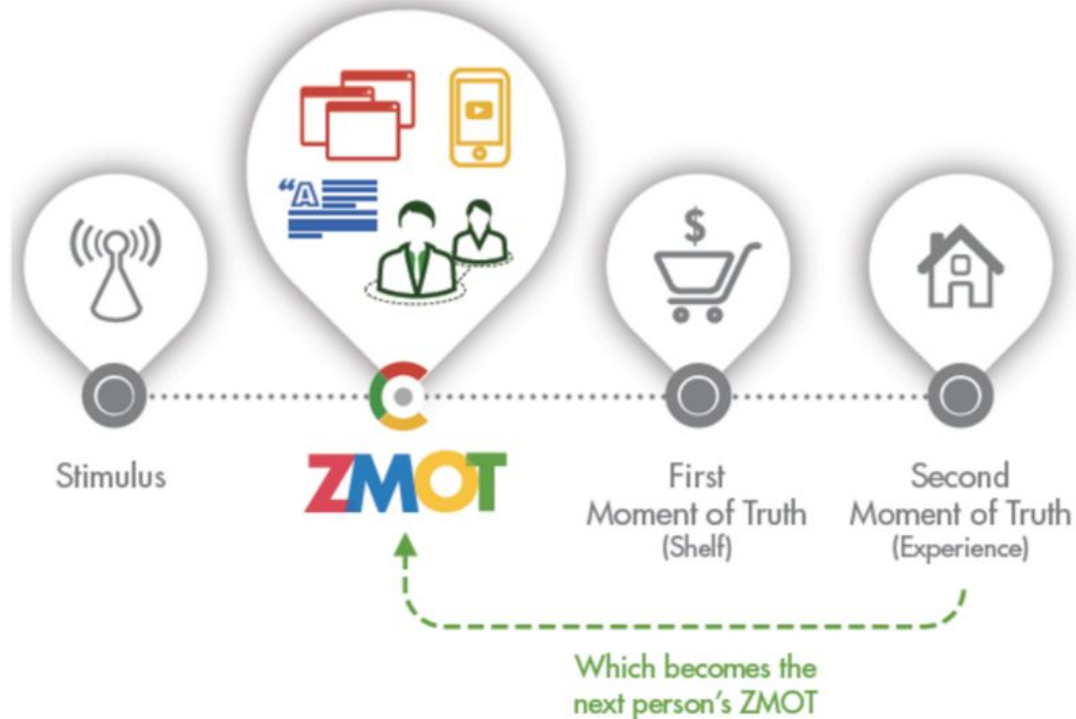 “A
$
Stimulus
ZMOT
First
Moment of Truth
(Shelf)
Second
Moment of Truth
(Experience)
Which becomes the
next person's ZMOT